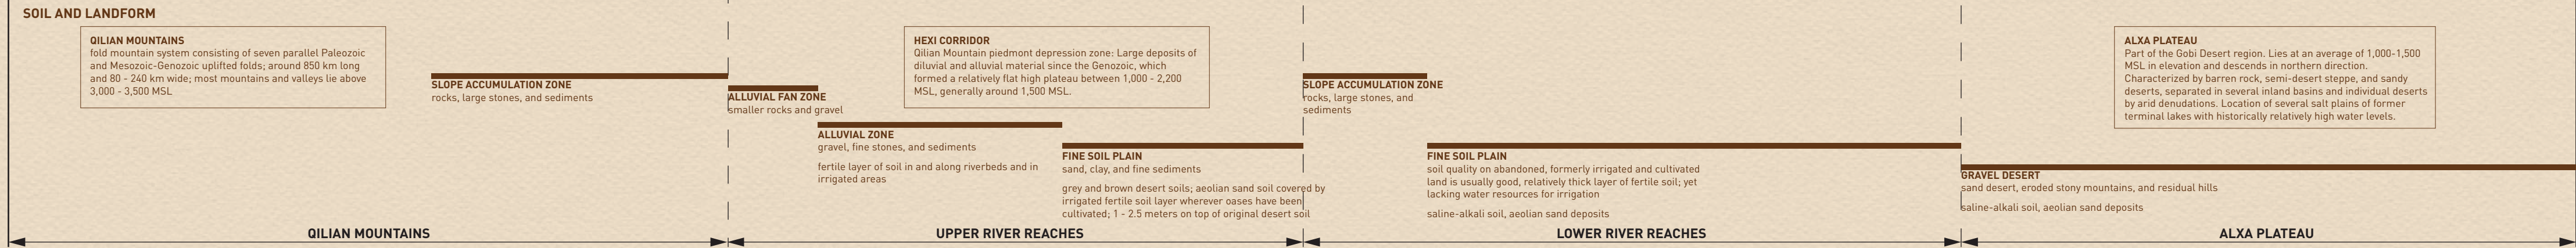 SOIL AND LANDFORM
QILIAN MOUNTAINS
fold mountain system consisting of seven parallel Paleozoic
and Mesozoic-Genozoic uplifted folds; around 850 km long
and 80 - 240 km wide; most mountains and valleys lie above
3,000 - 3,500 MSL
SLOPE ACCUMULATION ZONE
rocks, large stones, and sediments
ALLUVIAL FAN ZONE
smaller rocks and gravel
HEXI CORRIDOR
Qilian Mountain piedmont depression zone: Large deposits of
diluvial and alluvial material since the Genozoic, which
formed a relatively flat high plateau between 1,000 - 2,200
MSL, generally around 1,500 MSL.
ALLUVIAL ZONE
gravel, fine stones, and sediments
fertile layer of soil in and along riverbeds and in
irrigated areas
FINE SOIL PLAIN
sand, clay, and fine sediments
grey and brown desert soils; aeolian sand soil covered by
irrigated fertile soil layer wherever oases have been
cultivated; 1 - 2.5 meters on top of original desert soil
SLOPE ACCUMULATION ZONE
rocks, large stones, and
sediments
FINE SOIL PLAIN
soil quality on abandoned, formerly irrigated and cultivated
land is usually good, relatively thick layer of fertile soil; yet
lacking water resources for irrigation
saline-alkali soil, aeolian sand deposits
ALXA PLATEAU
Part of the Gobi Desert region. Lies at an average of 1,000-1,500
MSL in elevation and descends in northern direction.
Characterized by barren rock, semi-desert steppe, and sandy
deserts, separated in several inland basins and individual deserts
by arid denudations. Location of several salt plains of former
terminal lakes with historically relatively high water levels.
GRAVEL DESERT
sand desert, eroded stony mountains, and residual hills
saline-alkali soil, aeolian sand deposits
QILIAN MOUNTAINS
UPPER RIVER REACHES
LOWER RIVER REACHES
ALXA PLATEAU